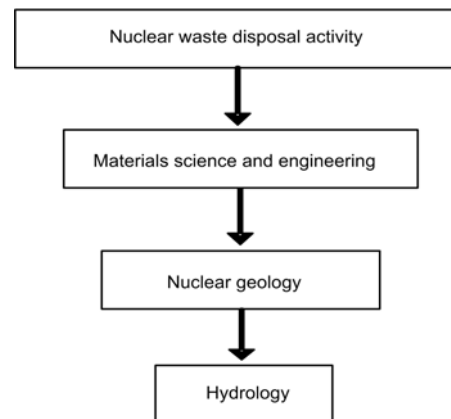 Nuclear waste disposal activity
Materials science and engineering
Nuclear geology
Hydrology